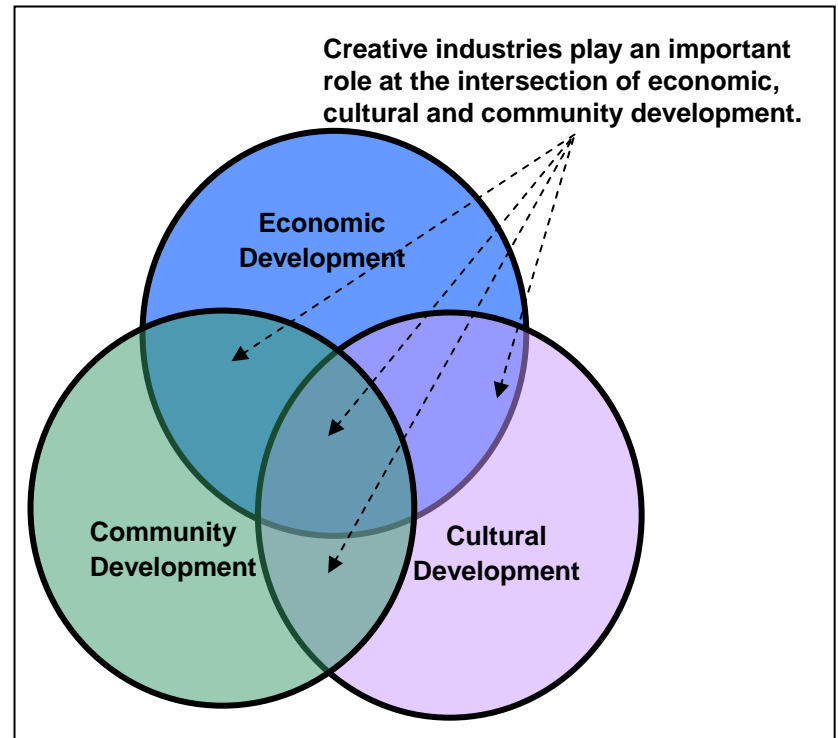 Creative industries play an important
role at the intersection of economic,
cultural and community development.
Economic
Development
Community
Development
Cultural
Development